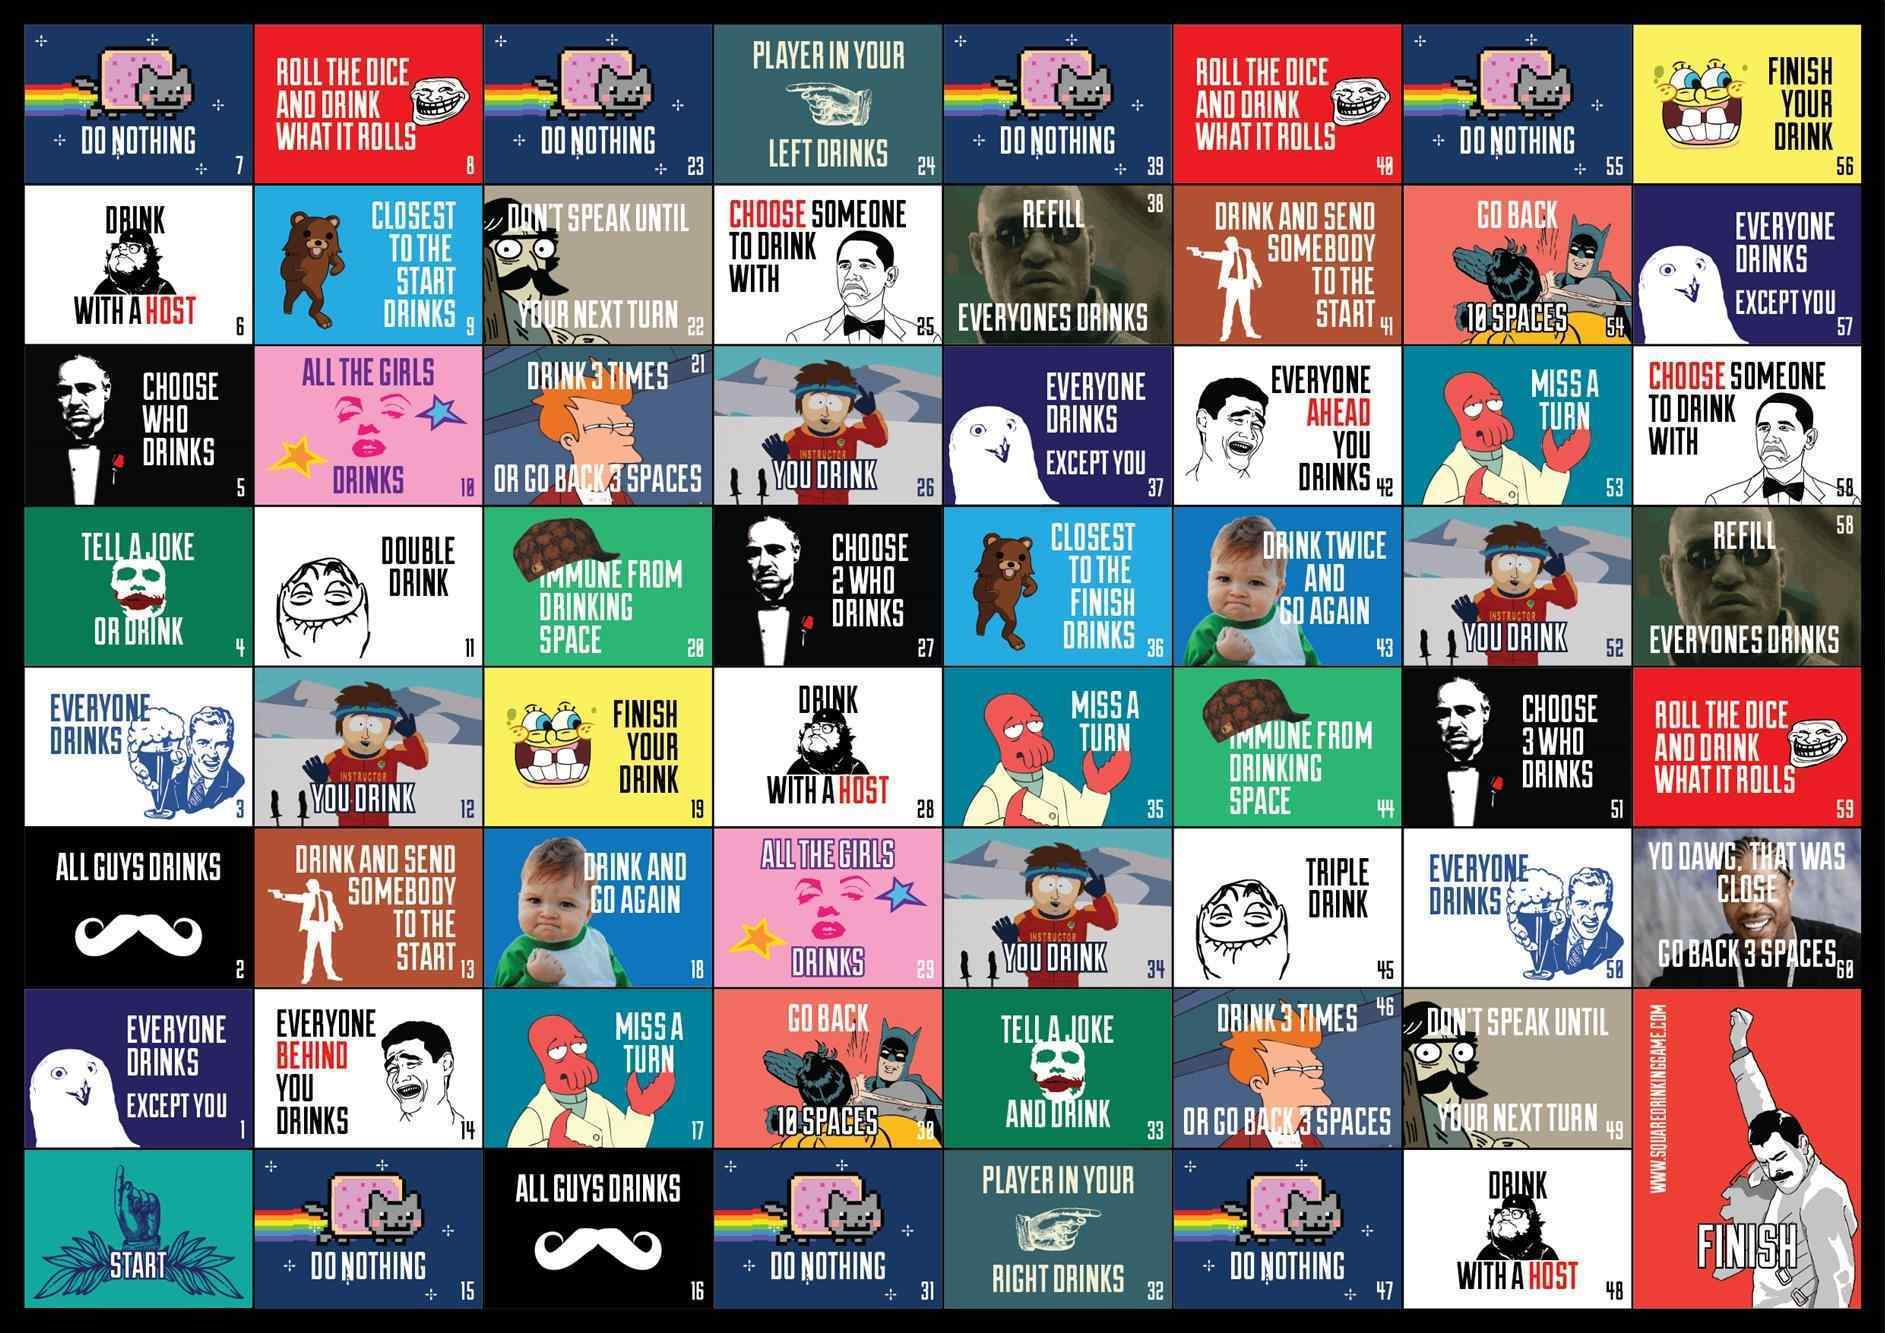 DO NOTHING
7
ROLL THE DICE
AND DRINK
WHAT IT ROLLS
8
DO NOTHING
23
PLAYER IN YOUR
LEFT DRINKS
24
DO NOTHING
39
ROLL THE DICE
AND DRINK
WHAT IT ROLLS
40
DO NOTHING
55
FINISH
YOUR
DRINK
56
DRINK
WITH A HOST
6
CLOSEST
TO THE
START
DRINKS
9
DON'T SPEAK UNTIL
YOUR NEXT TURN
22
CHOOSE SOMEONE
TO DRINK
WITH
25
REFILL
38
EVERYONES DRINKS
DRINK AND SEND
SOMEBODY
TO THE
START
41
GO BACK
10 SPACES
54
EVERYONE
DRINKS
EXCEPT YOU
57
CHOOSE
WHO
DRINKS
5
ALL THE GIRLS
DRINKS
10
DRINK 3 TIMES
21
OR GO BACK 3 SPACES
INSTRUCTOR
YOU DRINK
26
EVERYONE
DRINKS
EXCEPT YOU
37
EVERYONE
AHEAD
YOU
DRINKS
42
MISS A
TURN
53
CHOOSE SOMEONE
TO DRINK
WITH
58
TELL A JOKE
OR DRINK
4
DOUBLE
DRINK
11
IMMUNE FROM
DRINKING
SPACE
20
CHOOSE
2 WHO
DRINKS
27
CLOSEST
TO THE
FINISH
DRINKS
36
DRINK TWICE
AND
GO AGAIN
43
INSTRUCTOR
YOU DRINK
52
REFILL
58
EVERYONES DRINKS
EVERYONE
DRINKS
3
INSTRUCTOR
YOU DRINK
12
FINISH
YOUR
DRINK
19
DRINK
WITH A HOST
28
MISS A
TURN
35
IMMUNE FROM
DRINKING
SPACE
44
CHOOSE
3 WHO
DRINKS
51
ROLL THE DICE
AND DRINK
WHAT IT ROLLS
59
ALL GUYS DRINKS
2
DRINK AND SEND
SOMEBODY
TO THE
START
13
DRINK AND
GO AGAIN
18
ALL THE GIRLS
DRINKS
29
INSTRUCTOR
YOU DRINK
34
TRIPLE
DRINK
45
EVERYONE
DRINKS
50
YO DAWG, THAT WAS
CLOSE
GO BACK 3 SPACES
60
EVERYONE
DRINKS
EXCEPT YOU
1
EVERYONE
BEHIND
YOU
DRINKS
14
MISS A
TURN
17
GO BACK
10 SPACES
30
TELL A JOKE
AND DRINK
33
DRINK 3 TIMES
46
OR GO BACK 3 SPACES
DON'T SPEAK UNTIL
YOUR NEXT TURN
49
WWW.SQUAREDRINKINGGAME.COM
FINISH
START
DO NOTHING
15
ALL GUYS DRINKS
16
DO NOTHING
31
PLAYER IN YOUR
RIGHT DRINKS
32
DO NOTHING
47
DRINK
WITH A HOST
48